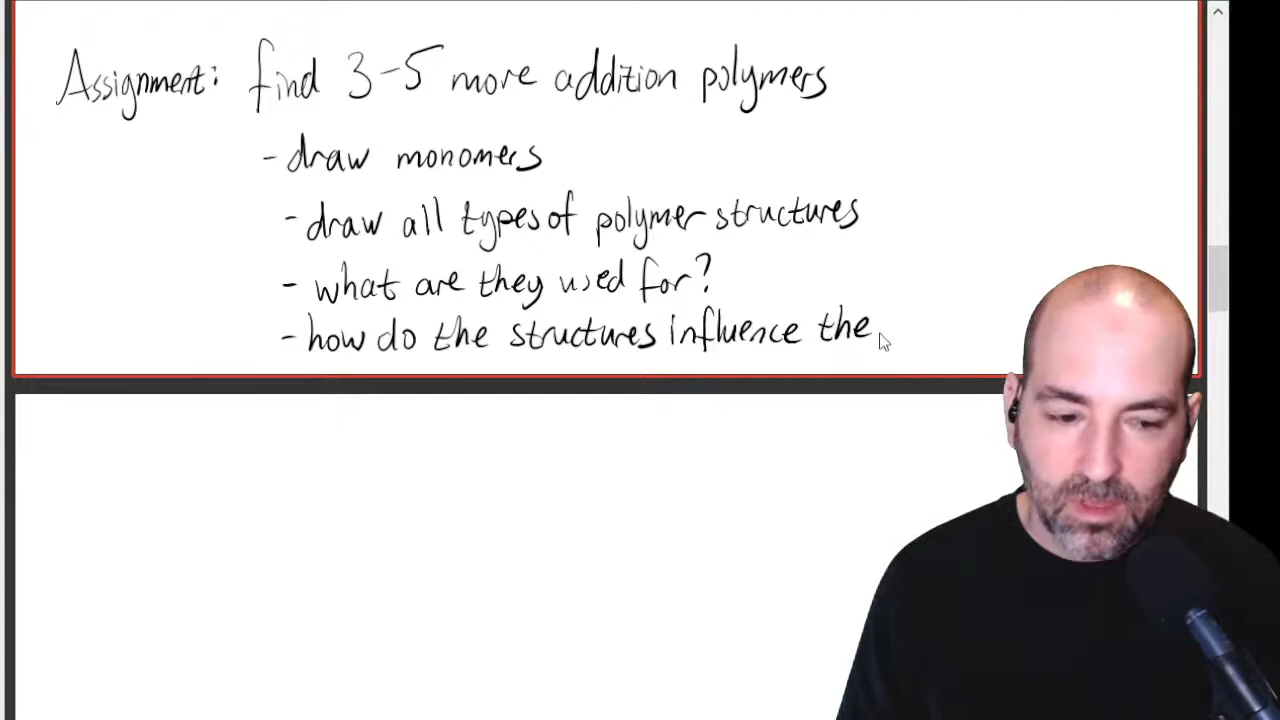 Assignment: find 3-5 more addition polymers
- draw monomers
- draw all types of polymer structures
- what are they used for?
- how do the structures influence the